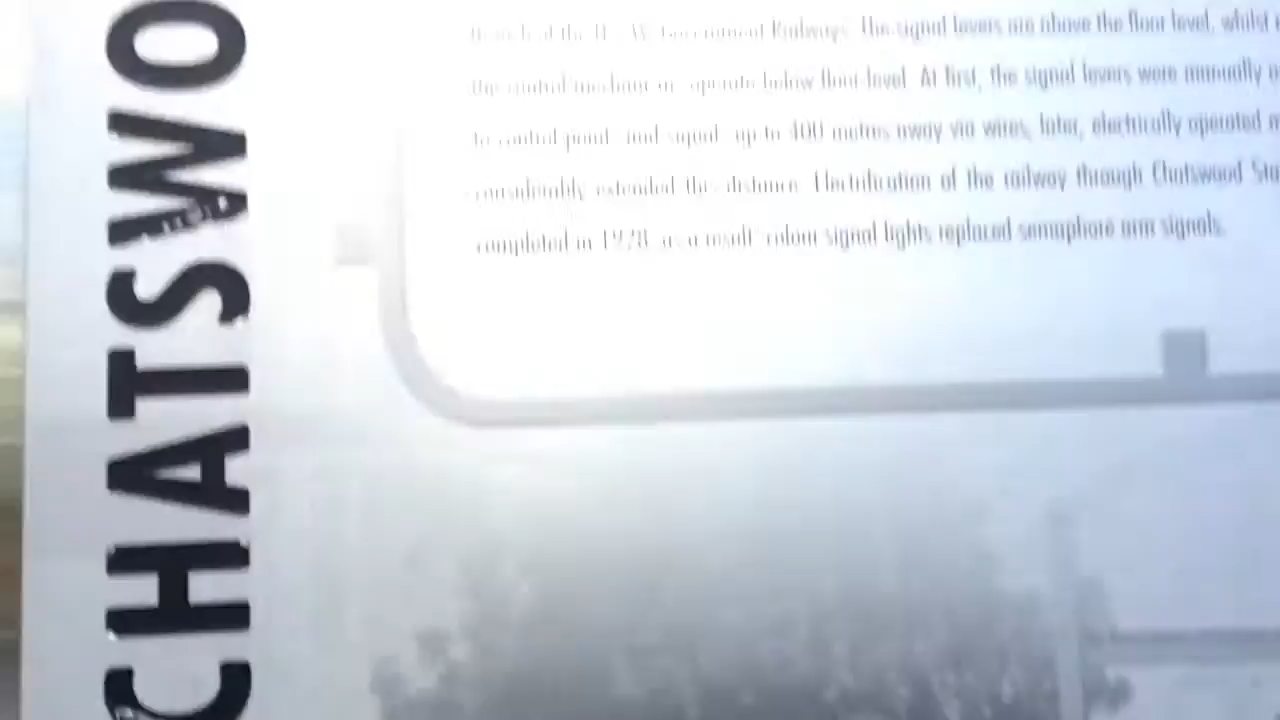 CHATSWO
of the Government Railways. The signal levers are above the floor level, whilst
the control operate below floor level. At first, the signal levers were manually
to control point and signal up to 400 metres away via wires, later, electrically operated
considerably extended this distance. Electrification of the railway through Chatswood Sta
completed in 1928 as a result colour signal lights replaced semaphore arm signals.